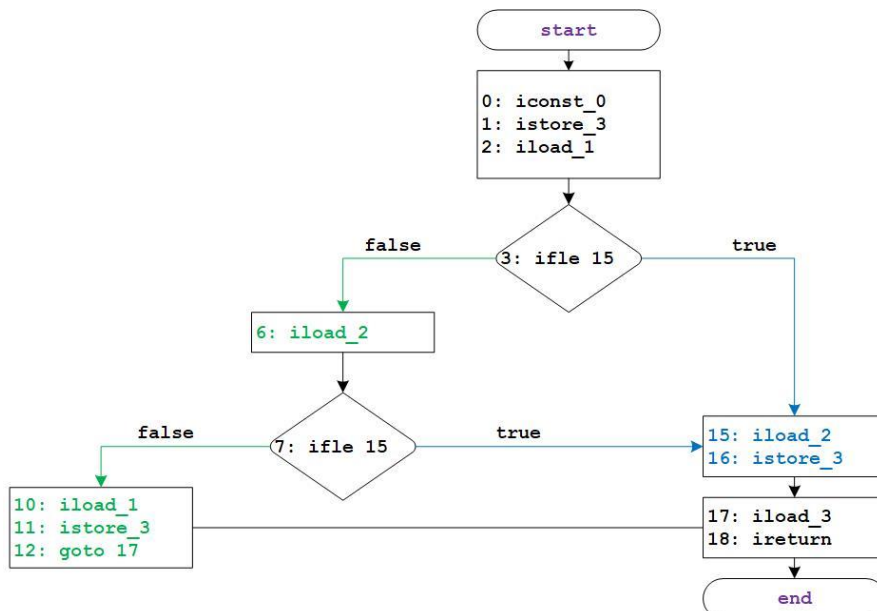 start
0: iconst_0
1: istore_3
2: iload_1
false
3: ifle 15
true
6: iload_2
false
7: ifle 15
true
15: iload_2
16: istore_3
10: iload_1
11: istore_3
12: goto 17
17: iload_3
18: ireturn
end